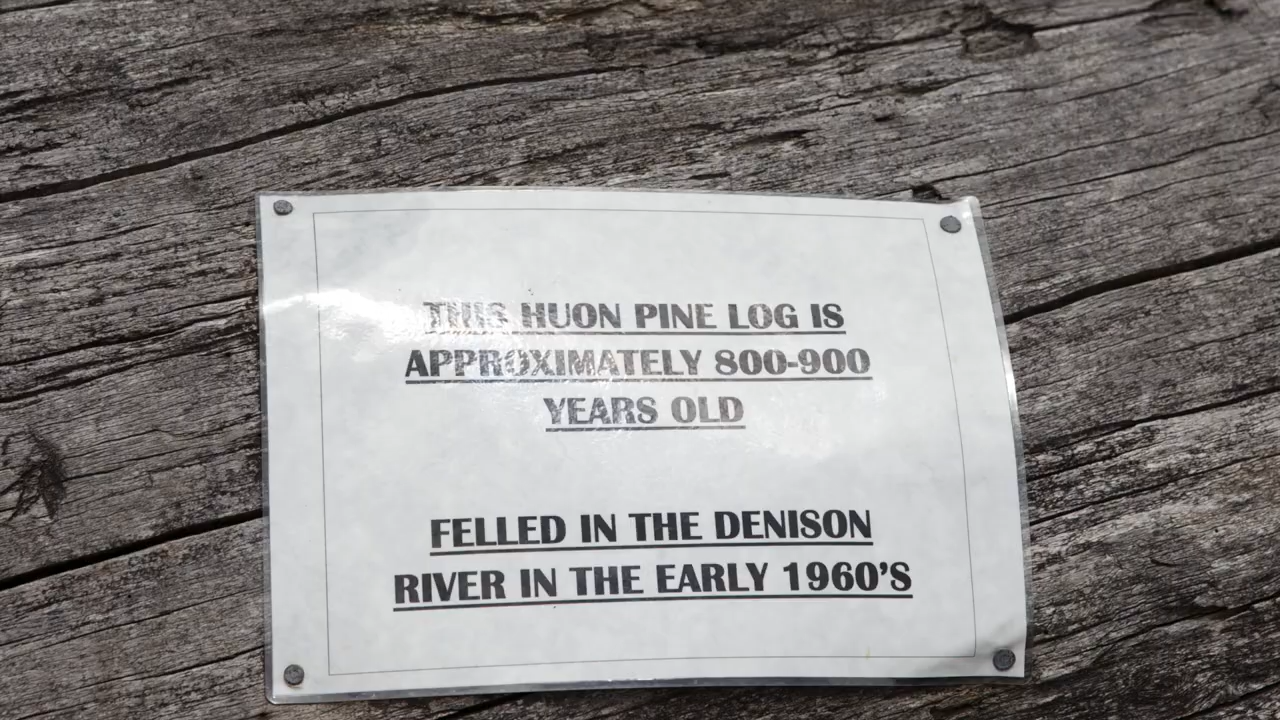 THIS HUON PINE LOG IS
APPROXIMATELY 800-900
YEARS OLD
FELLED IN THE DENISON
RIVER IN THE EARLY 1960'S